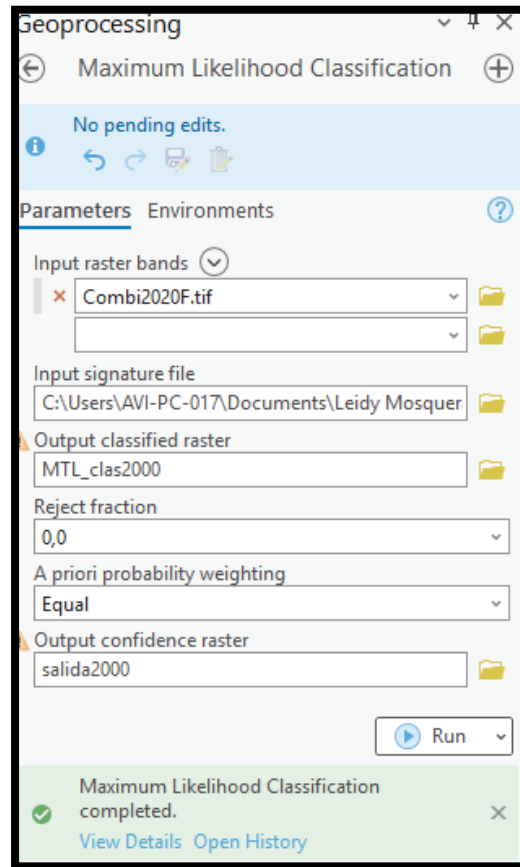 Geoprocessing
Maximum Likelihood Classification
No pending edits.
Parameters Environments
Input raster bands
Combi2020F.tif
Input signature file
C:\Users\AVI-PC-017\Documents\Leidy Mosquer
Output classified raster
MTL_clas2000
Reject fraction
0,0
A priori probability weighting
Equal
Output confidence raster
salida2000
Run
Maximum Likelihood Classification
completed.
View Details Open History